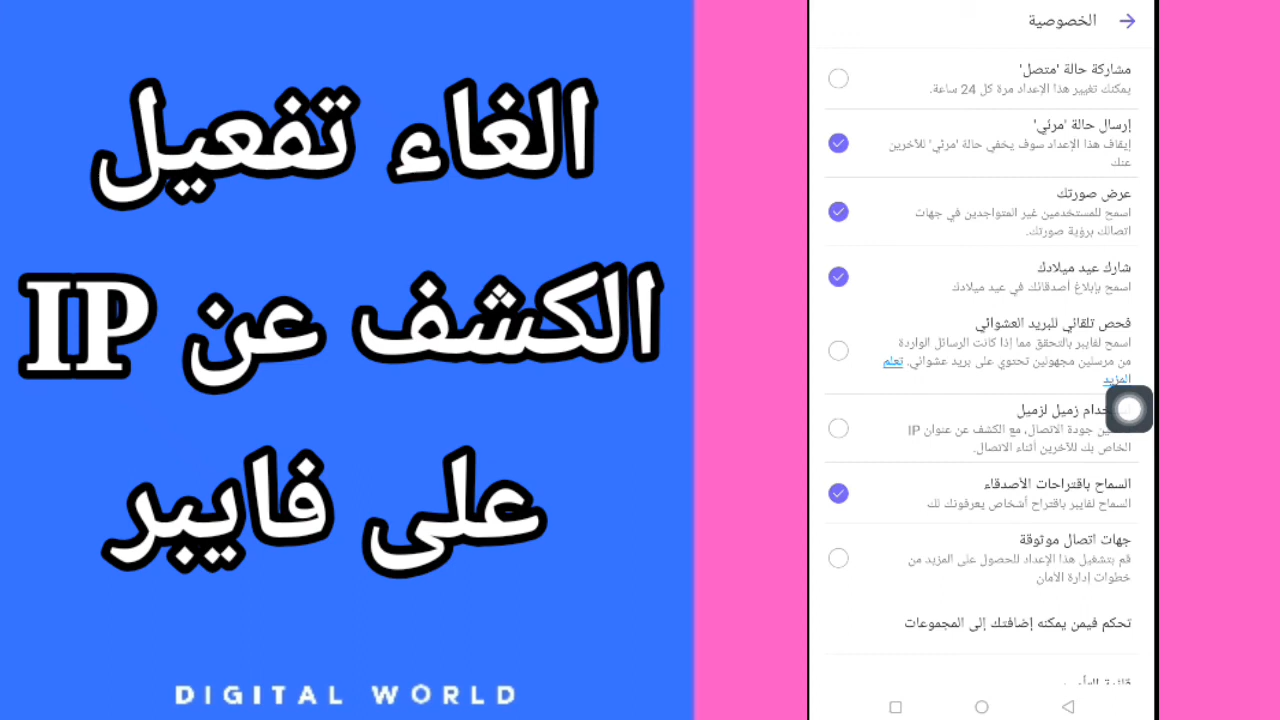 الغاء تفعيل
الكشف عن IP
على فايبر
DIGITAL WORLD
الخصوصية
مشاركة حالة 'متصل'
يمكنك تغيير هذا الإعداد مرة كل 24 ساعة.
إرسال حالة 'مرئي'
إيقاف هذا الإعداد سوف يخفي حالة 'مرئي' للآخرين
عنك
عرض صورتك
اسمح للمستخدمين غير المتواجدين في جهات
اتصالك برؤية صورتك.
شارك عيد ميلادك
اسمح بإبلاغ أصدقائك في عيد ميلادك
فحص تلقائي للبريد العشوائي
اسمح لفايبر بالتحقق مما إذا كانت الرسائل الواردة
من مرسلين مجهولين تحتوي على بريد عشوائي. تعلم
المزيد
زميل لزميل
جودة الاتصال، مع الكشف عن عنوان IP
الخاص بك للآخرين أثناء الاتصال.
السماح باقتراحات الأصدقاء
السماح لفايبر باقتراح أشخاص يعرفونك لك
جهات اتصال موثوقة
قم بتشغيل هذا الإعداد للحصول على المزيد من
خطوات إدارة الأمان
تحكم فيمن يمكنه إضافتك إلى المجموعات